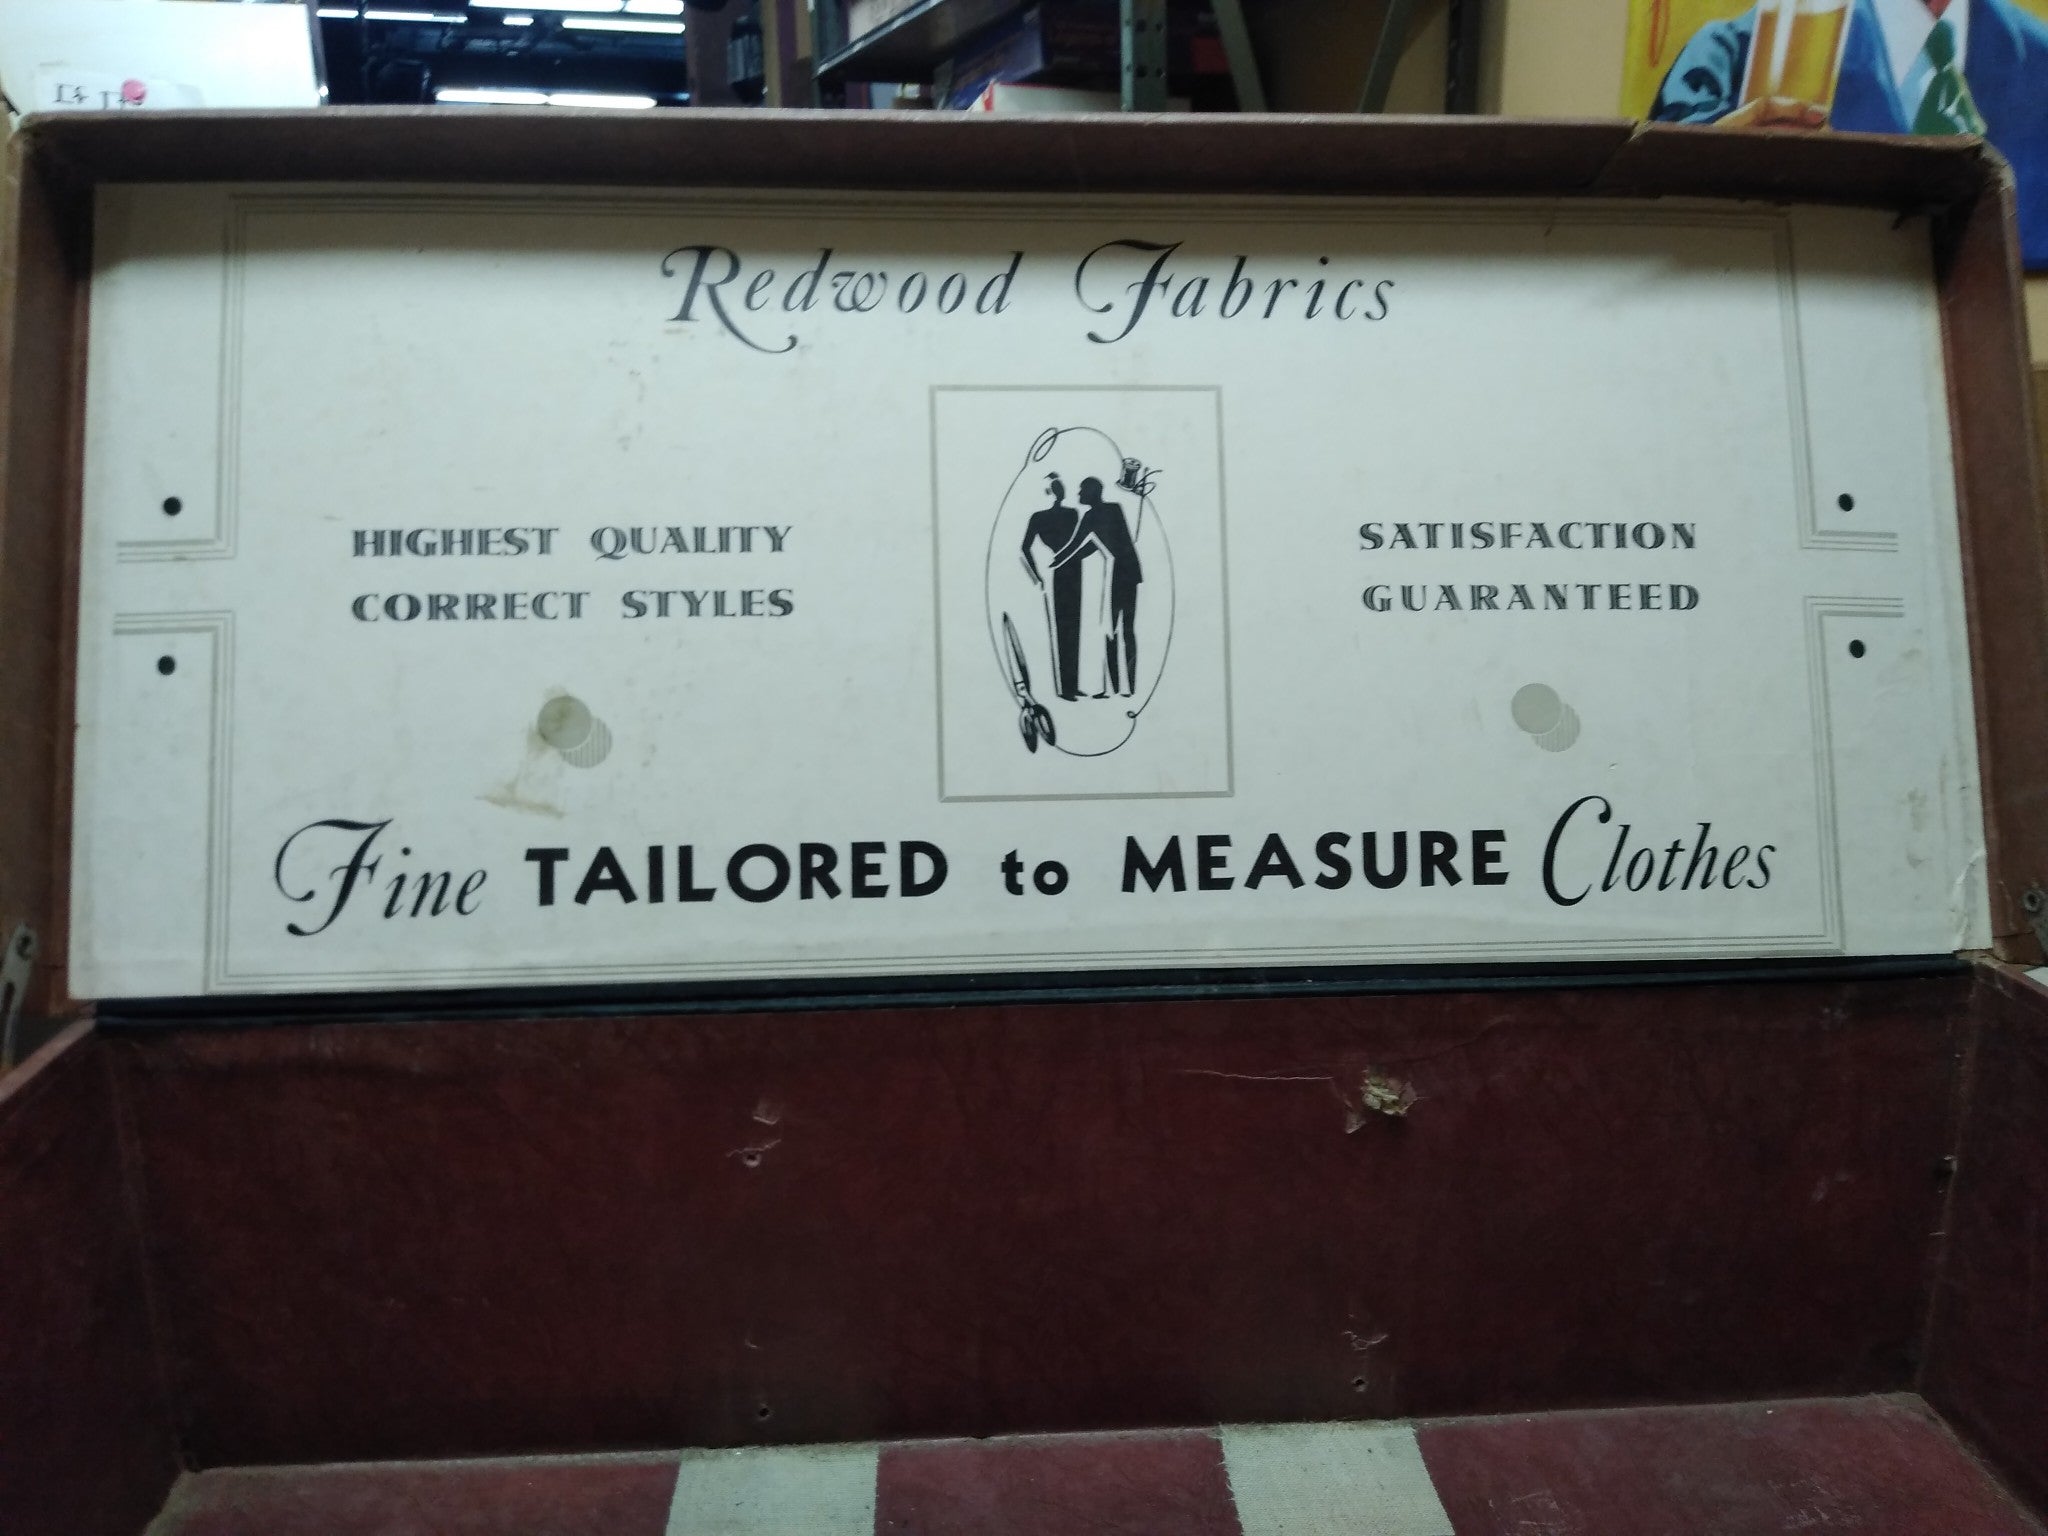 Redwood Fabrics
HIGHEST QUALITY
CORRECT STYLES
SATISFACTION
GUARANTEED
Fine TAILORED to MEASURE Clothes